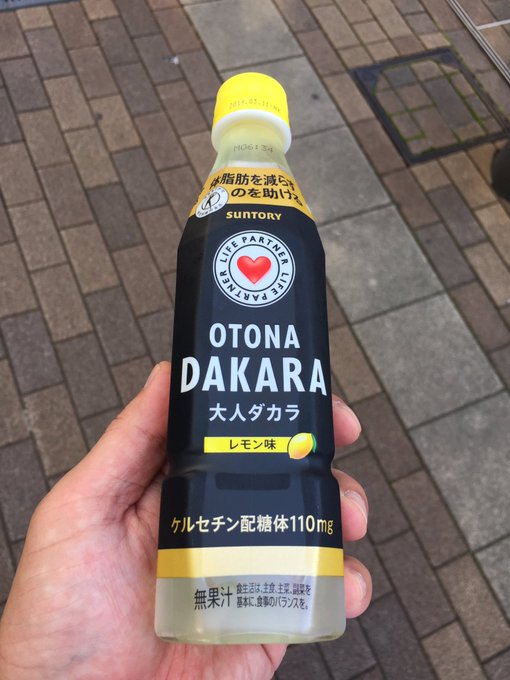 MG6:34
体脂肪を減らす
のを助ける
SUNTORY
LIFE PARTNER LIFE PARTNER
OTONA
DAKARA
大人ダカラ
レモン味
ケルセチン配糖体110mg
無果汁
食生活は、主食、主菜、副菜を
基本に、食事のバランスを。